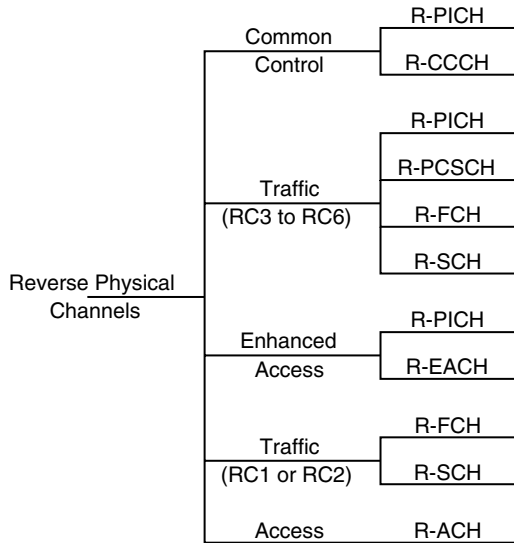 R-PICH
Common
Control
R-CCCH
R-PICH
R-PCSCH
Traffic
(RC3 to RC6)
R-FCH
R-SCH
Reverse Physical
Channels
R-PICH
Enhanced
Access
R-EACH
R-FCH
Traffic
(RC1 or RC2)
R-SCH
Access
R-ACH